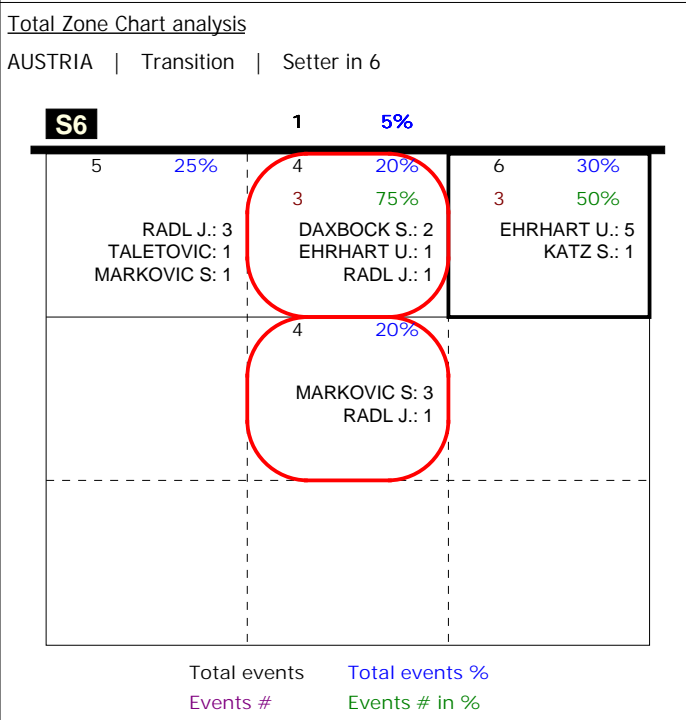 Total Zone Chart analysis
AUSTRIA | Transition | Setter in 6
S6 1 5%
5 25% 4 20% 6 30%
3 75% 3 50%
RADL J.: 3 DAXBOCK S.: 2 EHRHART U.: 5
TALETOVIC: 1 EHRHART U.: 1 KATZ S.: 1
MARKOVIC S: 1 RADL J.: 1
4 20%
MARKOVIC S: 3
RADL J.: 1
Total events Total events %
Events # Events # in %